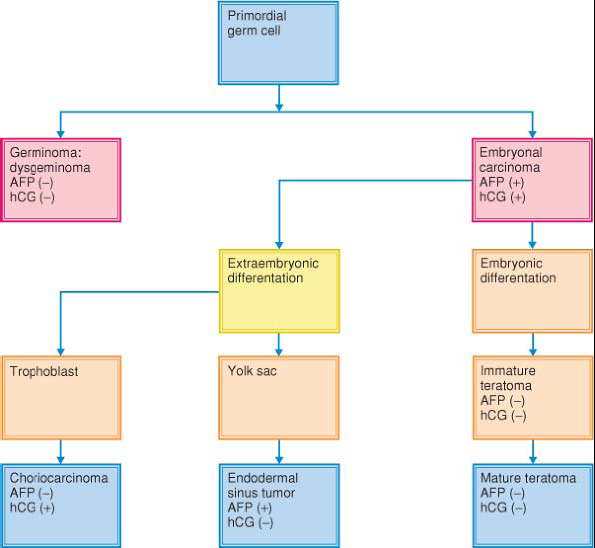 Primordial
germ cell
Germinoma:
dysgeminoma
AFP (–)
hCG (–)
Embryonal
carcinoma
AFP (+)
hCG (+)
Extraembryonic
differentation
Embryonic
differentation
Trophoblast
Yolk sac
Immature
teratoma
AFP (–)
hCG (–)
Choriocarcinoma
AFP (–)
hCG (+)
Endodermal
sinus tumor
AFP (+)
hCG (–)
Mature teratoma
AFP (–)
hCG (–)